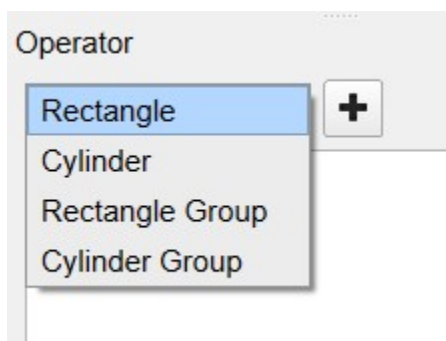 Operator
Rectangle
Cylinder
Rectangle Group
Cylinder Group